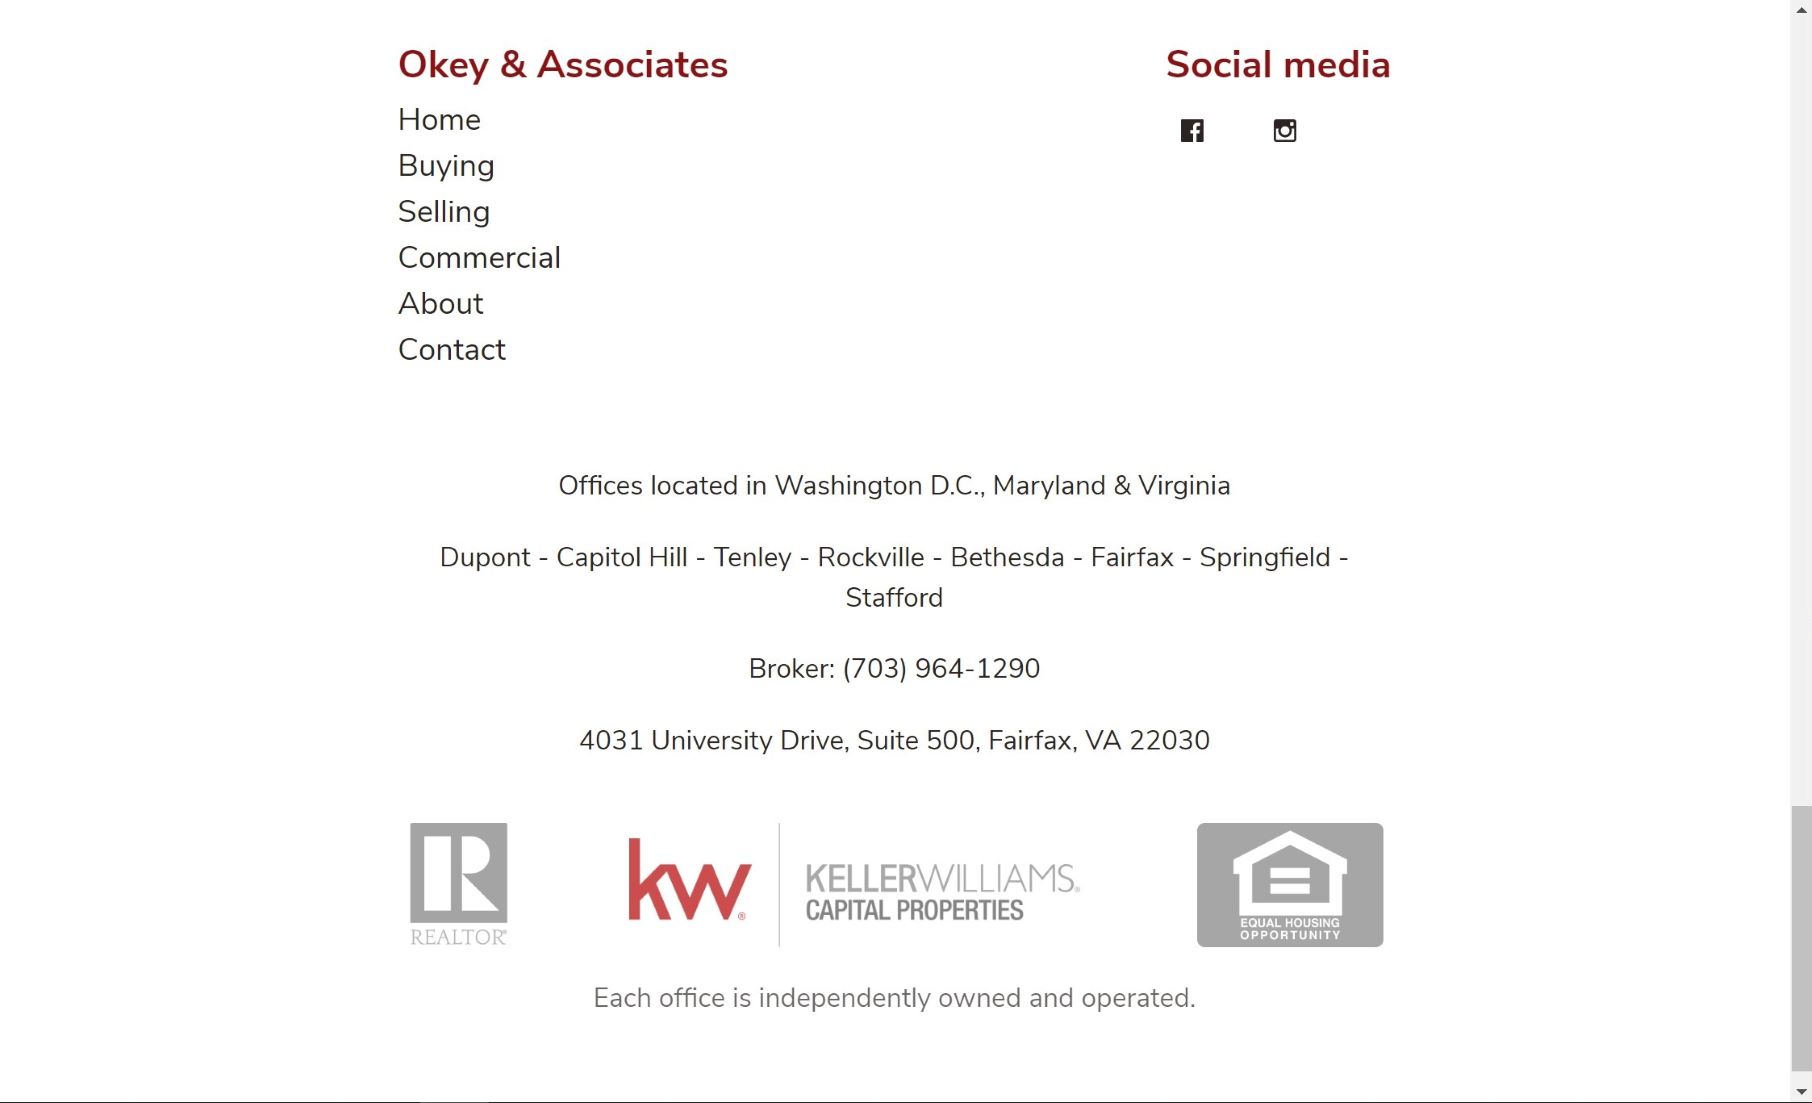 Okey & Associates
Home
Buying
Selling
Commercial
About
Contact
Social media
Offices located in Washington D.C., Maryland & Virginia
Dupont - Capitol Hill - Tenley - Rockville - Bethesda - Fairfax - Springfield -
Stafford
Broker: (703) 964-1290
4031 University Drive, Suite 500, Fairfax, VA 22030
R
REALTOR®
kw®
KELLERWILLIAMS®
CAPITAL PROPERTIES
EQUAL HOUSING
OPPORTUNITY
Each office is independently owned and operated.